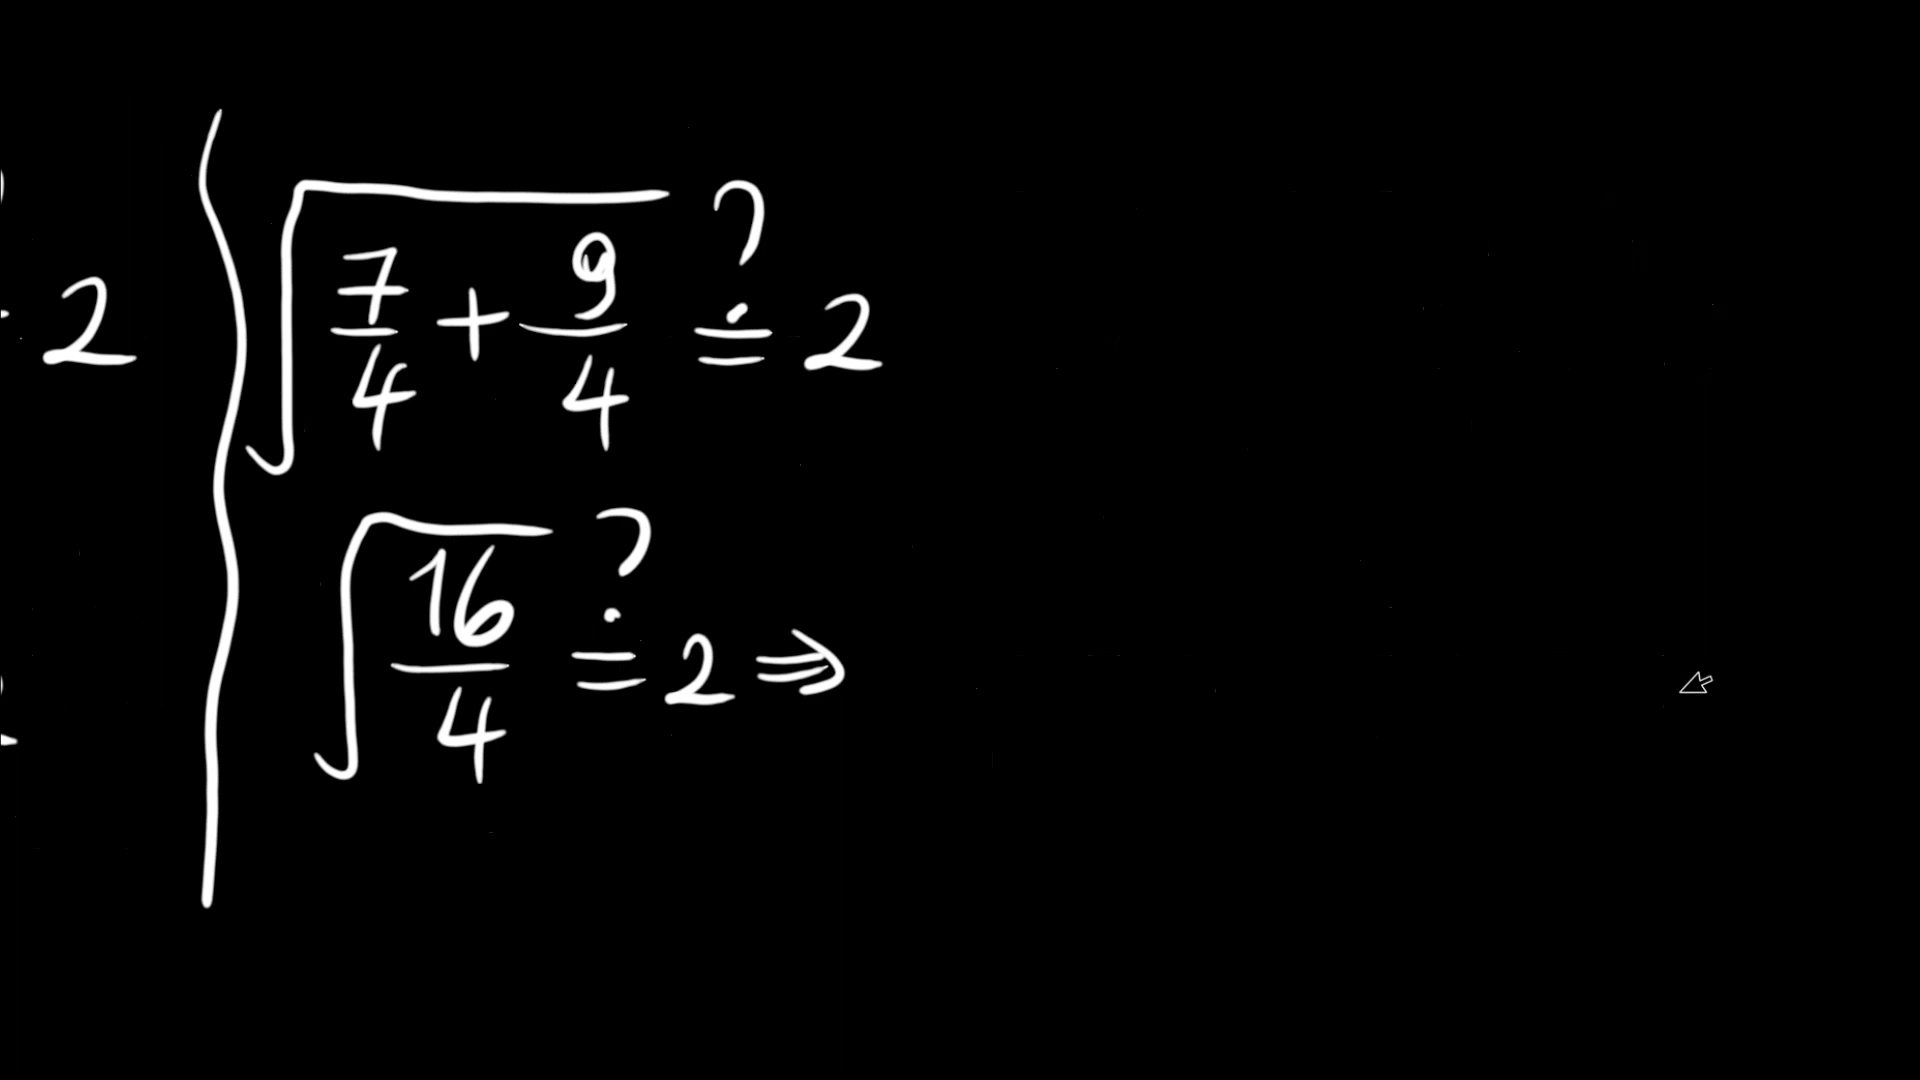 2
√(7/4 + 9/4) ≟ 2
√(16/4) ≟ 2 ⇒